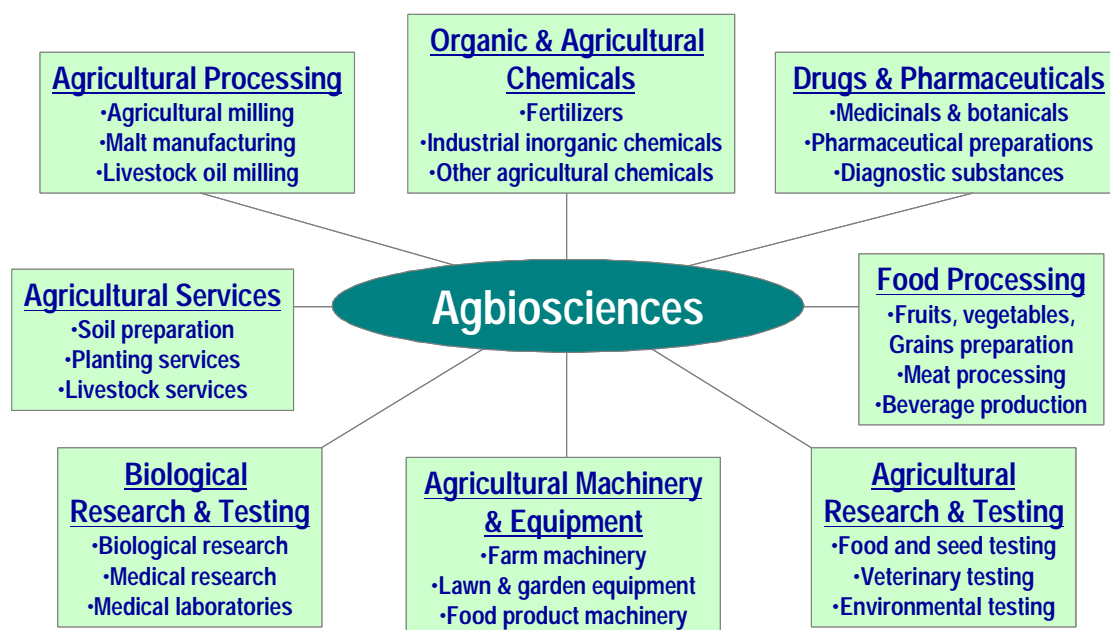 Agricultural Processing
•Agricultural milling
•Malt manufacturing
•Livestock oil milling
Organic & Agricultural
Chemicals
•Fertilizers
•Industrial inorganic chemicals
•Other agricultural chemicals
Drugs & Pharmaceuticals
•Medicinals & botanicals
•Pharmaceutical preparations
•Diagnostic substances
Agricultural Services
•Soil preparation
•Planting services
•Livestock services
Agbiosciences
Food Processing
•Fruits, vegetables,
Grains preparation
•Meat processing
•Beverage production
Biological
Research & Testing
•Biological research
•Medical research
•Medical laboratories
Agricultural Machinery
& Equipment
•Farm machinery
•Lawn & garden equipment
•Food product machinery
Agricultural
Research & Testing
•Food and seed testing
•Veterinary testing
•Environmental testing